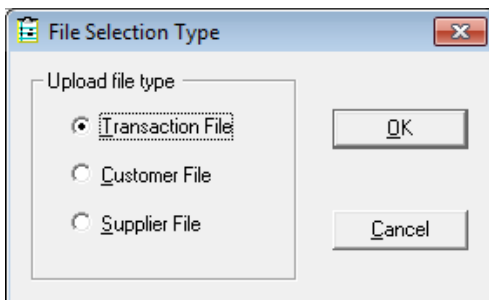 File Selection Type
Upload file type
Transaction File
Customer File
Supplier File
OK
Cancel